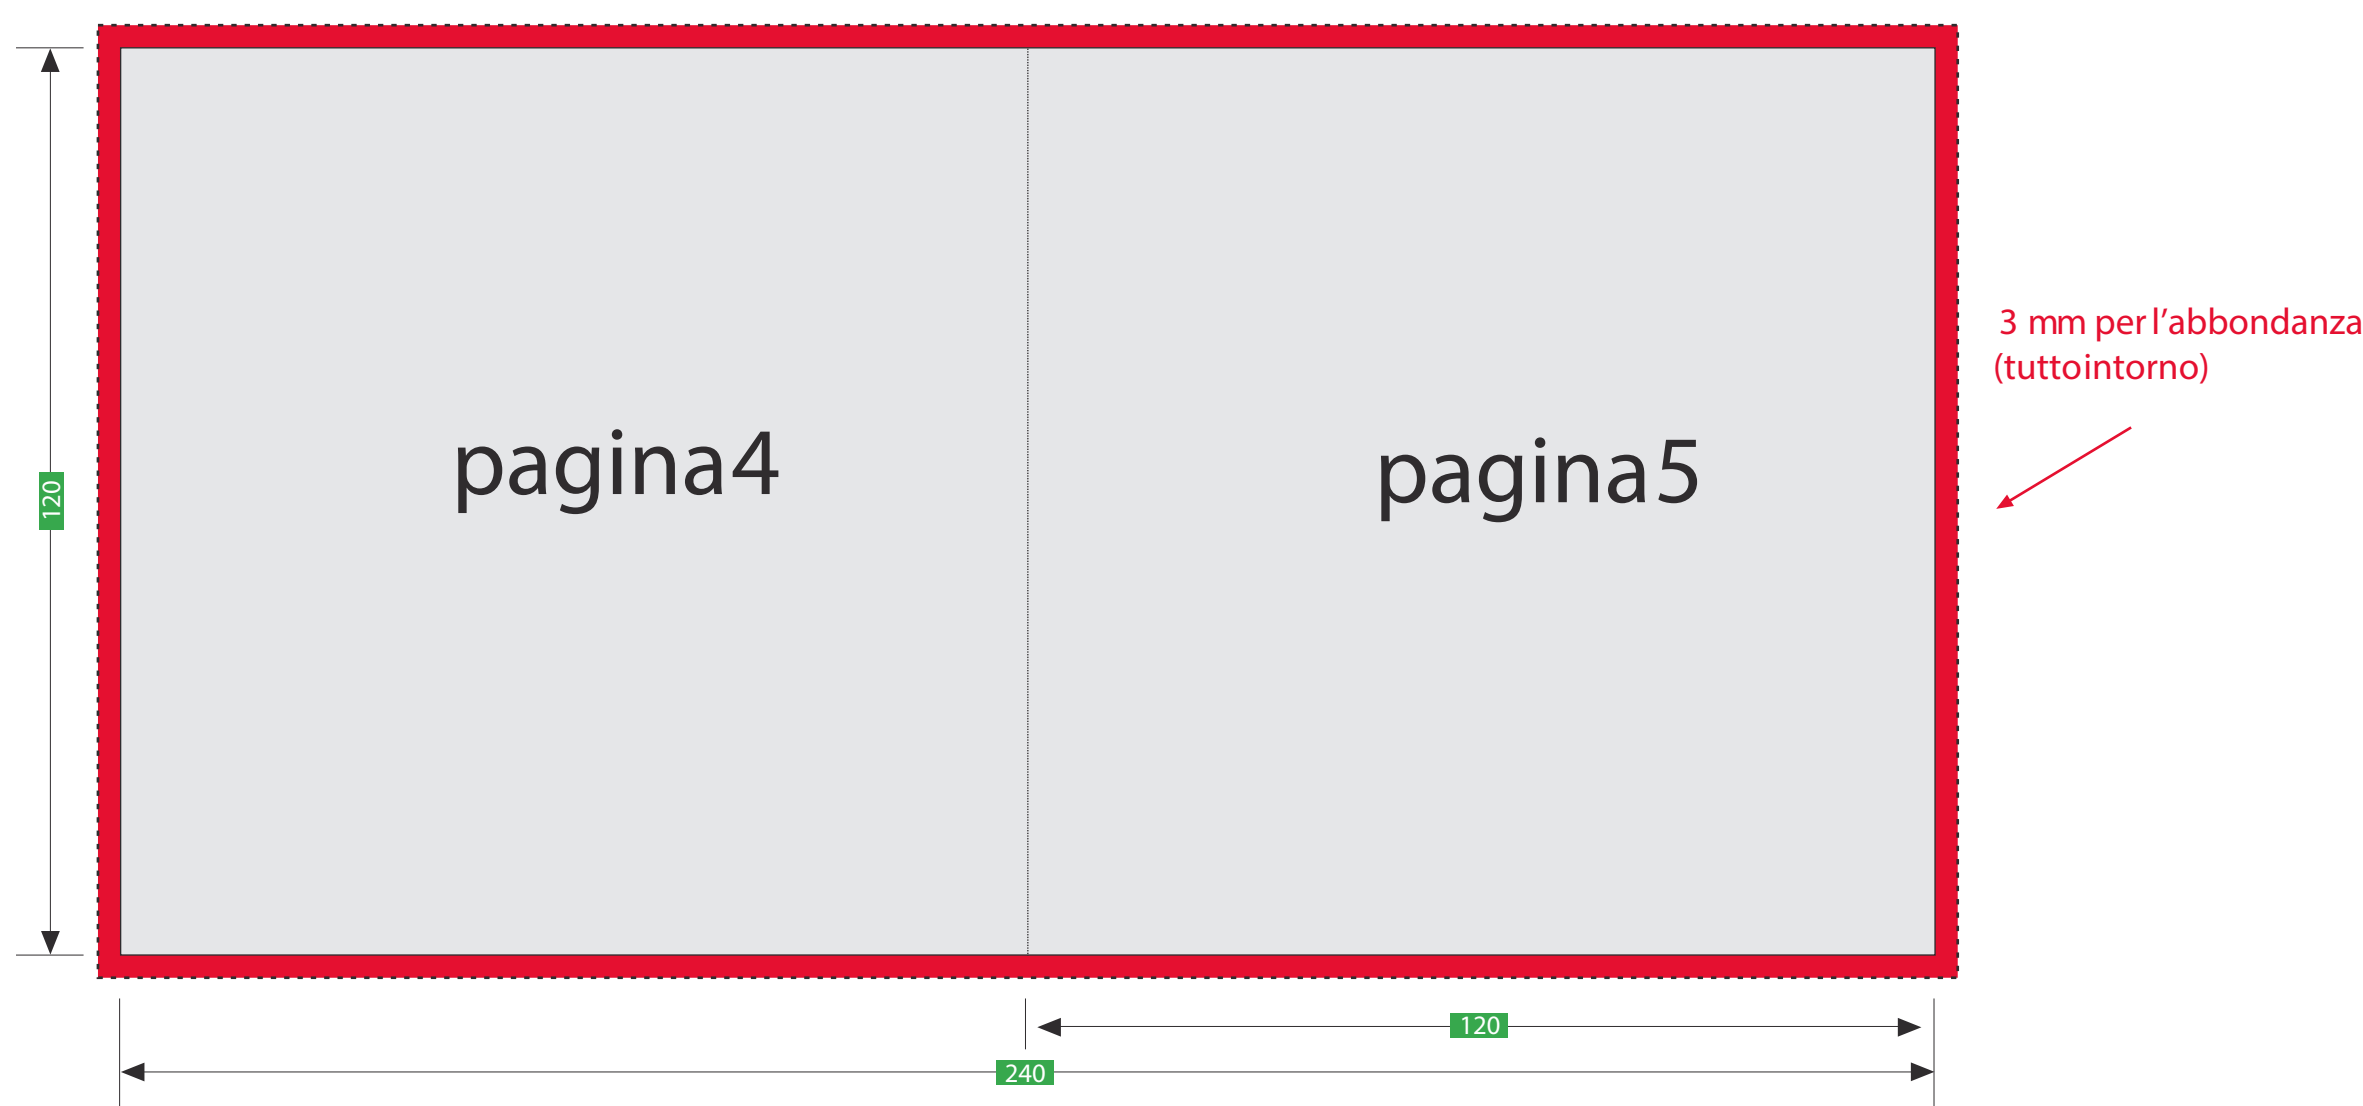 3 mm per l’abbondanza
(tuttointorno)
pagina4
pagina5
120
120
240